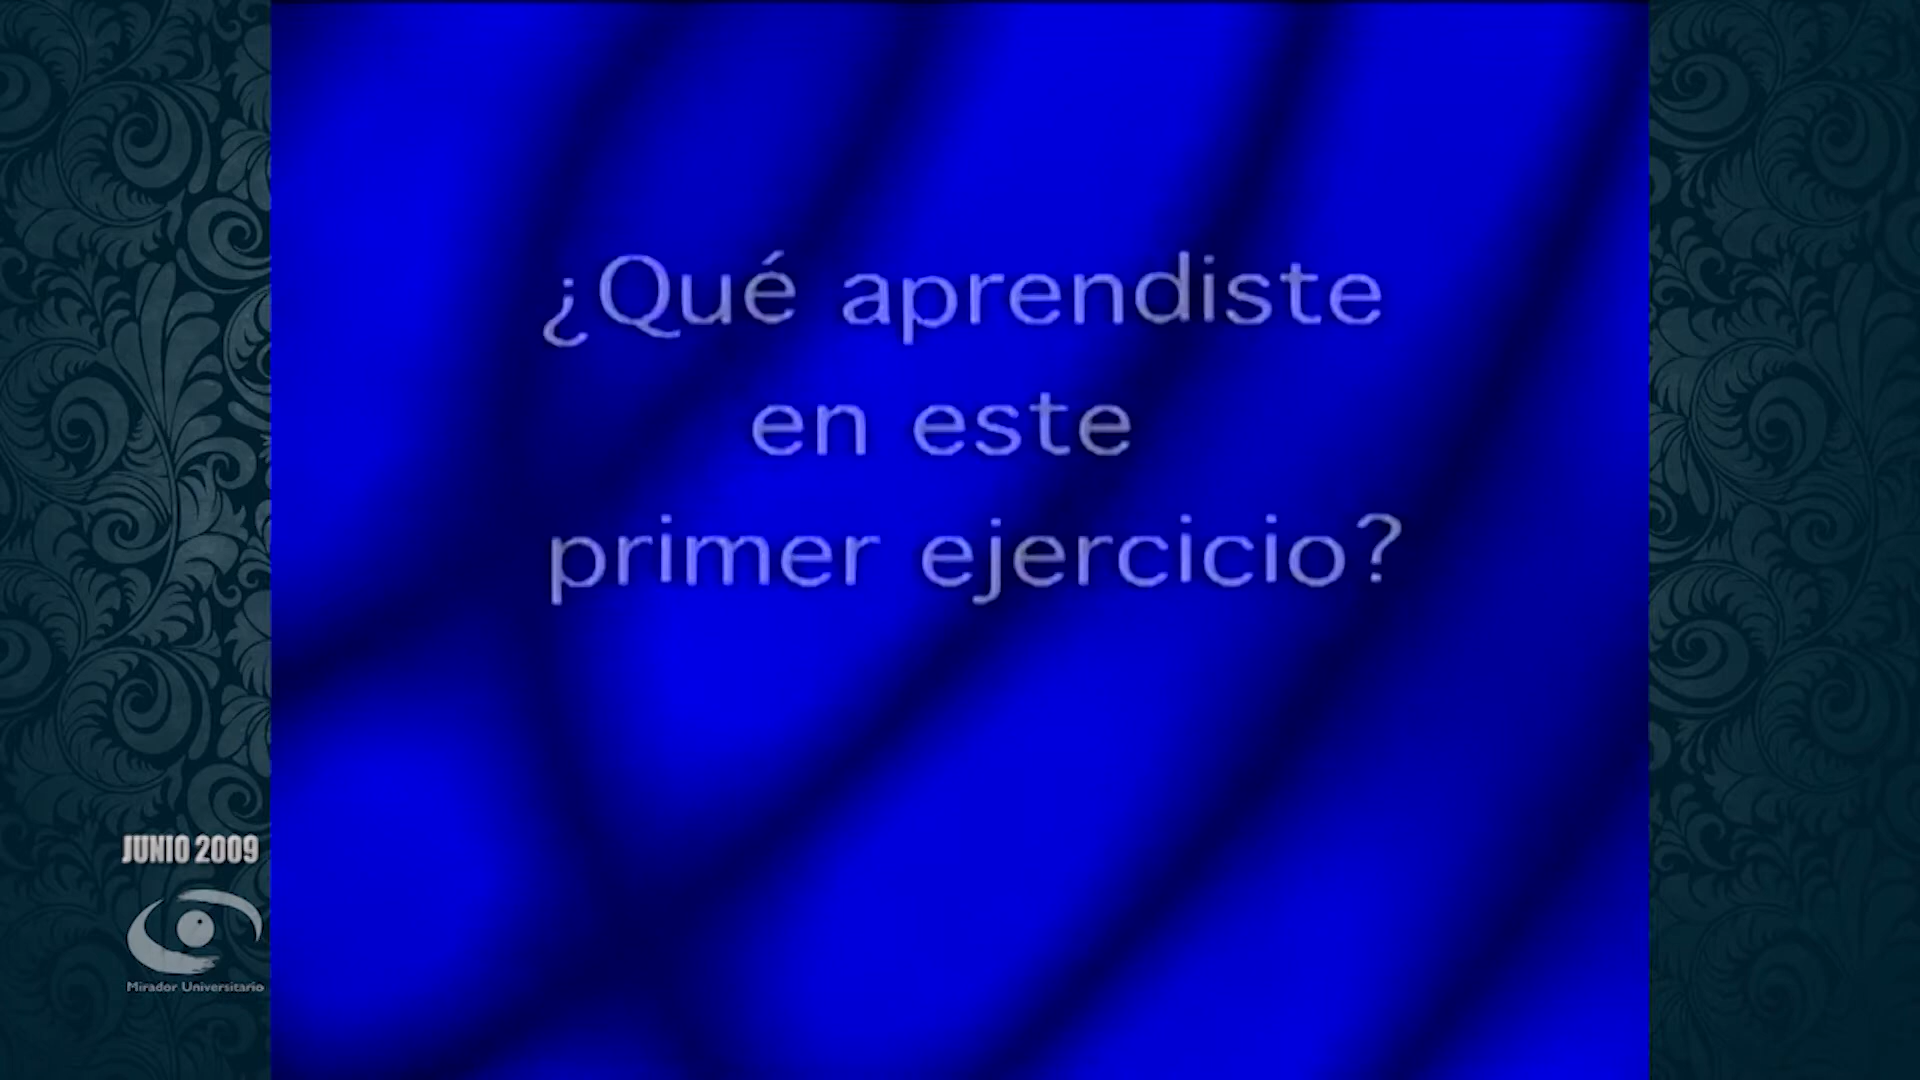 ¿Qué aprendiste
en este
primer ejercicio?
JUNIO 2009
Mirador Universitario